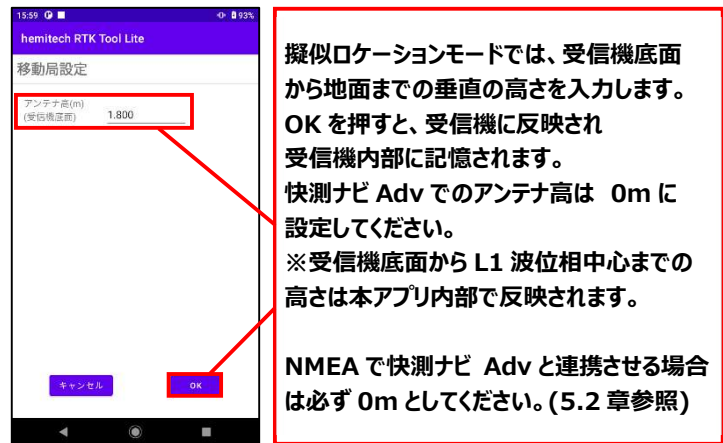 15:59
93%
hemitech RTK Tool Lite
移動局設定
アンテナ高(m)
(受信機底面)
1.800
キャンセル
OK
擬似ロケーションモードでは、受信機底面
から地面までの垂直の高さを入力します。
OK を押すと、受信機に反映され
受信機内部に記憶されます。
快測ナビ Adv でのアンテナ高は 0m に
設定してください。
※受信機底面から L1 波位相中心までの
高さは本アプリ内部で反映されます。
NMEA で快測ナビ Adv と連携させる場合
は必ず 0m としてください。(5.2 章参照)